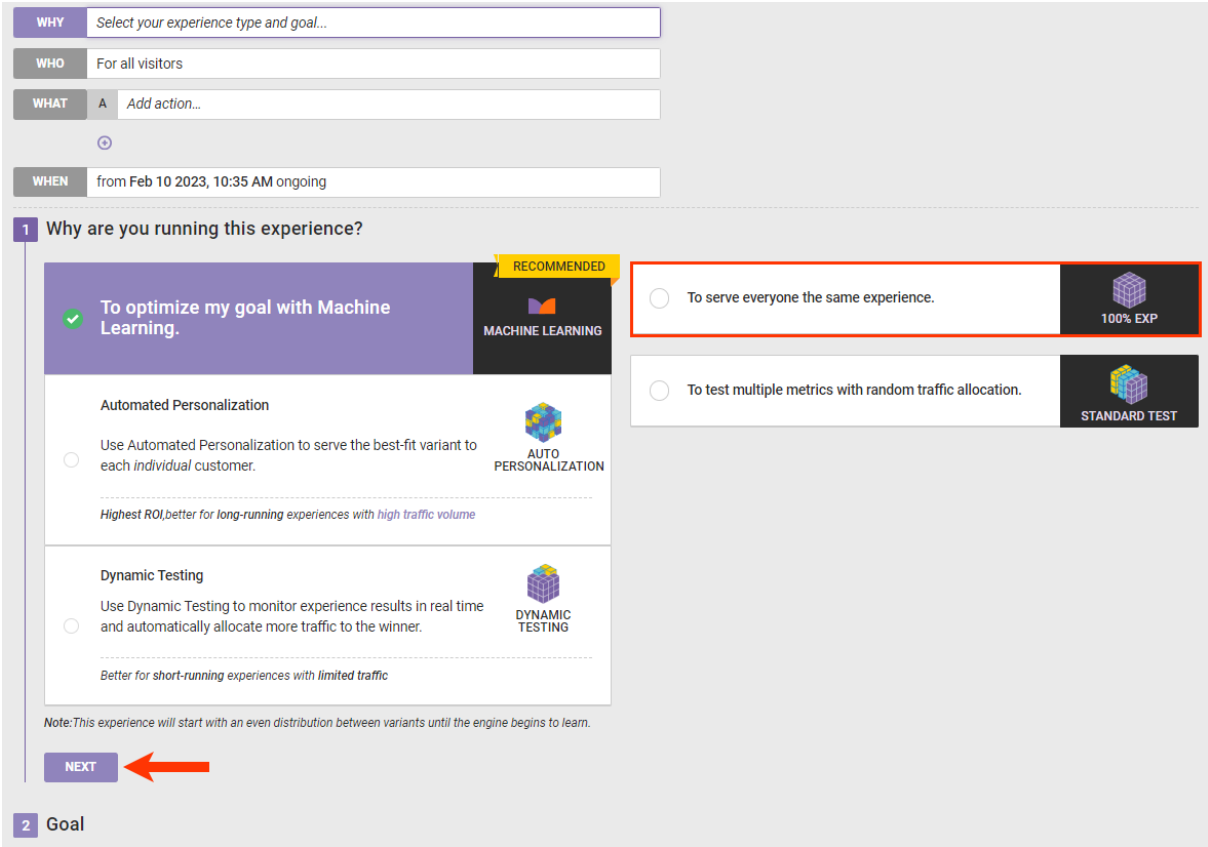 WHY Select your experience type and goal...
WHO For all visitors
WHAT A Add action...
WHEN from Feb 10 2023, 10:35 AM ongoing
1 Why are you running this experience?
RECOMMENDED
To optimize my goal with Machine
Learning.
MACHINE LEARNING
Automated Personalization
Use Automated Personalization to serve the best-fit variant to
each individual customer.
AUTO
PERSONALIZATION
Highest ROI,better for long-running experiences with high traffic volume
Dynamic Testing
Use Dynamic Testing to monitor experience results in real time
and automatically allocate more traffic to the winner.
DYNAMIC
TESTING
Better for short-running experiences with limited traffic
Note:This experience will start with an even distribution between variants until the engine begins to learn.
To serve everyone the same experience.
100% EXP
To test multiple metrics with random traffic allocation.
STANDARD TEST
NEXT
2 Goal